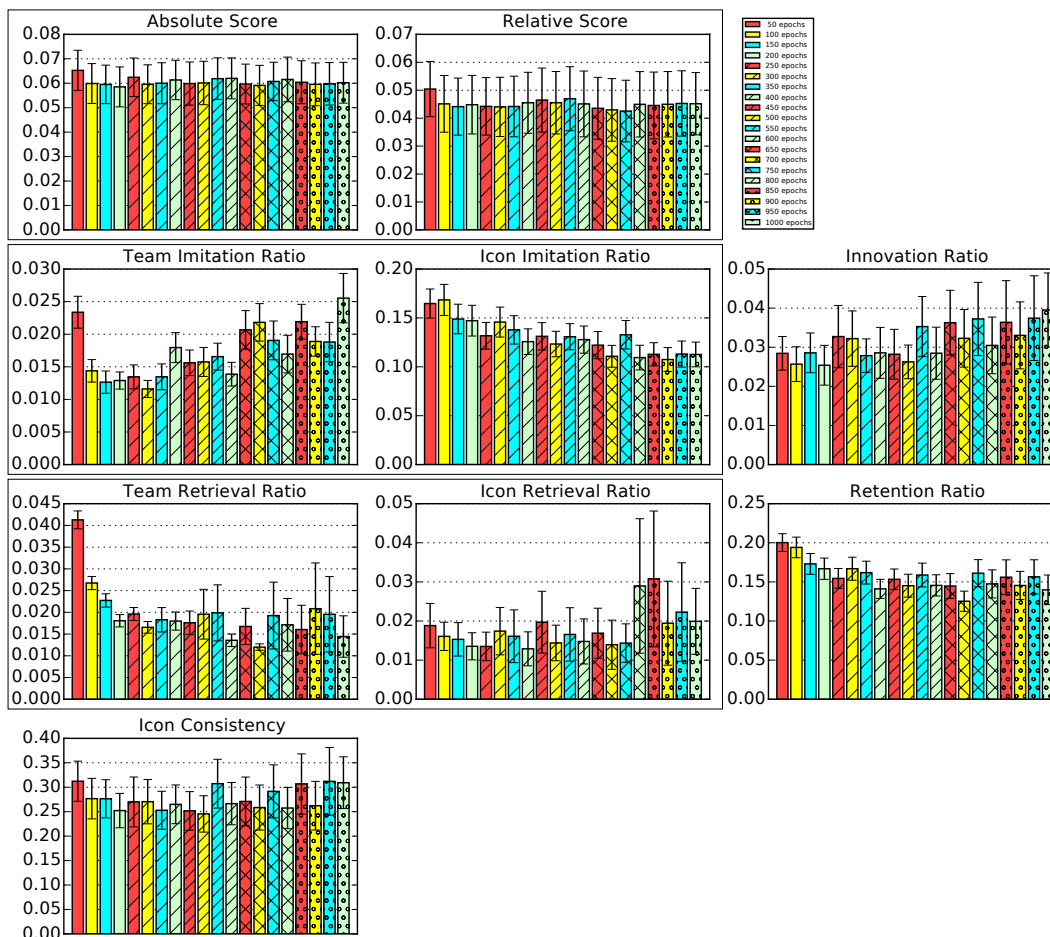 Absolute Score
0.08
0.07
0.06
0.05
0.04
0.03
0.02
0.01
0.00
Relative Score
0.07
0.06
0.05
0.04
0.03
0.02
0.01
0.00
50 epochs
100 epochs
150 epochs
200 epochs
250 epochs
300 epochs
350 epochs
400 epochs
450 epochs
500 epochs
550 epochs
600 epochs
650 epochs
700 epochs
750 epochs
800 epochs
850 epochs
900 epochs
950 epochs
1000 epochs
Team Imitation Ratio
0.030
0.025
0.020
0.015
0.010
0.005
0.000
Icon Imitation Ratio
0.20
0.15
0.10
0.05
0.00
Innovation Ratio
0.05
0.04
0.03
0.02
0.01
0.00
Team Retrieval Ratio
0.045
0.040
0.035
0.030
0.025
0.020
0.015
0.010
0.005
0.000
Icon Retrieval Ratio
0.05
0.04
0.03
0.02
0.01
0.00
Retention Ratio
0.25
0.20
0.15
0.10
0.05
0.00
Icon Consistency
0.40
0.35
0.30
0.25
0.20
0.15
0.10
0.05
0.00